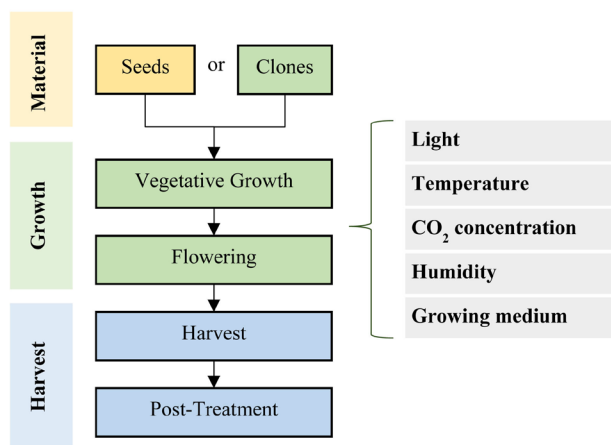 Material
Seeds
or
Clones
Growth
Vegetative Growth
Flowering
Light
Temperature
CO₂ concentration
Humidity
Growing medium
Harvest
Harvest
Post-Treatment